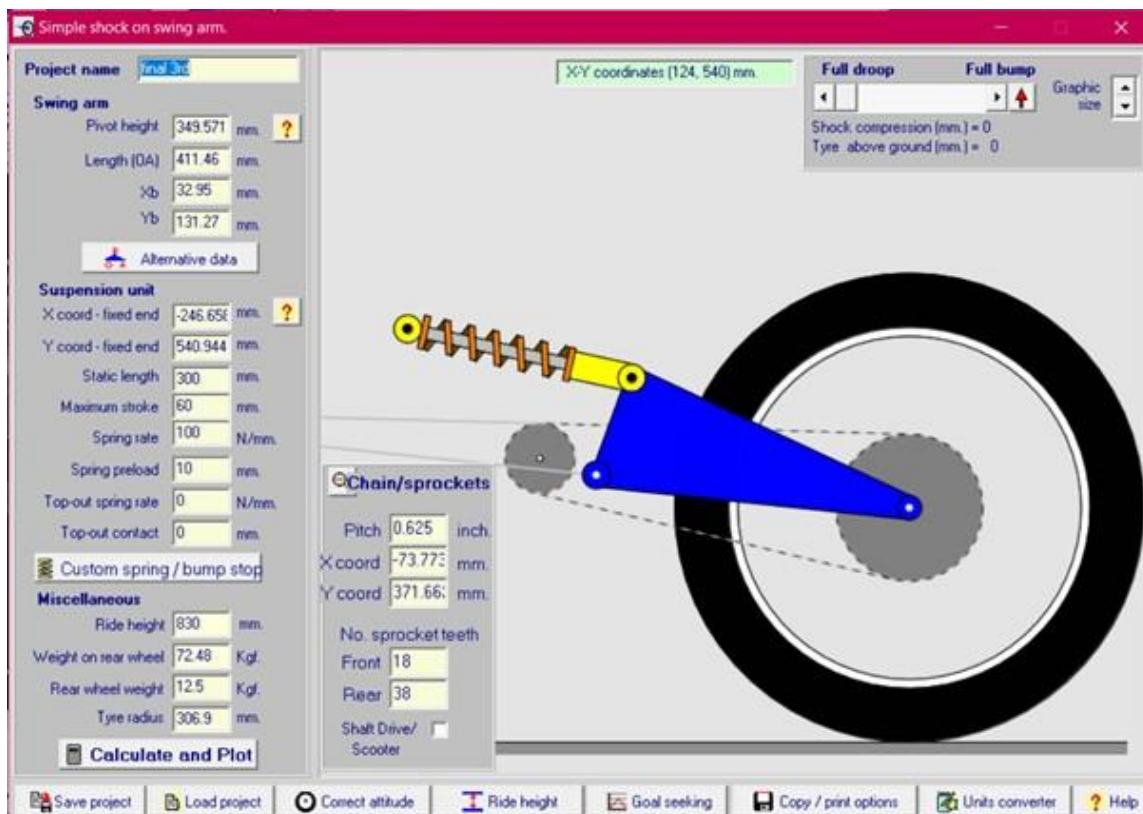 Simple shock on swing arm.
Project name final 3rd
Swing arm
Pivot height 349.571 mm. ?
Length (OA) 411.46 mm.
Xb 32.95 mm.
Yb 131.27 mm.
Alternative data
Suspension unit
X coord - fixed end -246.658 mm. ?
Y coord - fixed end 540.944 mm.
Static length 300 mm.
Maximum stroke 60 mm.
Spring rate 100 N/mm.
Spring preload 10 mm.
Top-out spring rate 0 N/mm.
Top-out contact 0 mm.
Custom spring / bump stop
Miscellaneous
Ride height 830 mm.
Weight on rear wheel 72.48 Kgf.
Rear wheel weight 12.5 Kgf.
Tyre radius 306.9 mm.
Calculate and Plot
X-Y coordinates (124, 540) mm.
Full droop Full bump
Graphic
size
Shock compression (mm.) = 0
Tyre above ground (mm.) = 0
Chain/sprockets
Pitch 0.625 inch.
X coord -73.773 mm.
Y coord 371.66 mm.
No. sprocket teeth
Front 18
Rear 38
Shaft Drive/
Scooter
Save project Load project Correct attitude Ride height Goal seeking Copy / print options Units converter ? Help